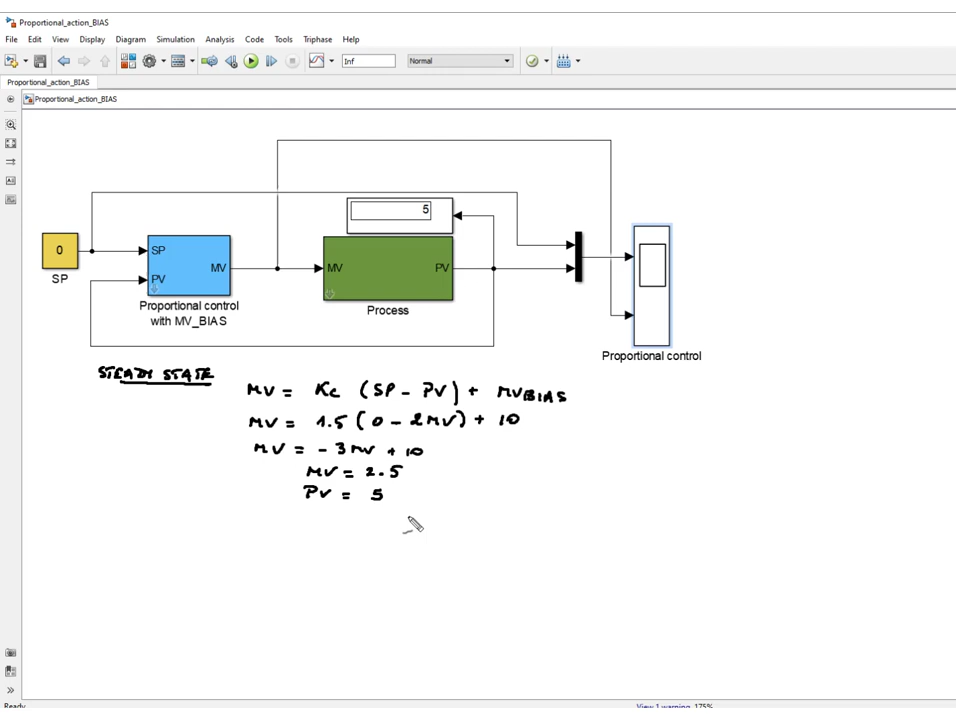 Proportional_action_BIAS
File Edit View Display Diagram Simulation Analysis Code Tools Triphase Help
Inf Normal
Proportional_action_BIAS
Proportional_action_BIAS
5
0
SP
SP
PV
MV
Proportional control
with MV_BIAS
MV
PV
Process
Proportional control
STEADY STATE
MV = Kc (SP - PV) + MVBIAS
MV = 1.5 (0 - 2MV) + 10
MV = - 3MV + 10
MV = 2.5
PV = 5
Ready
View 1 warning 175%